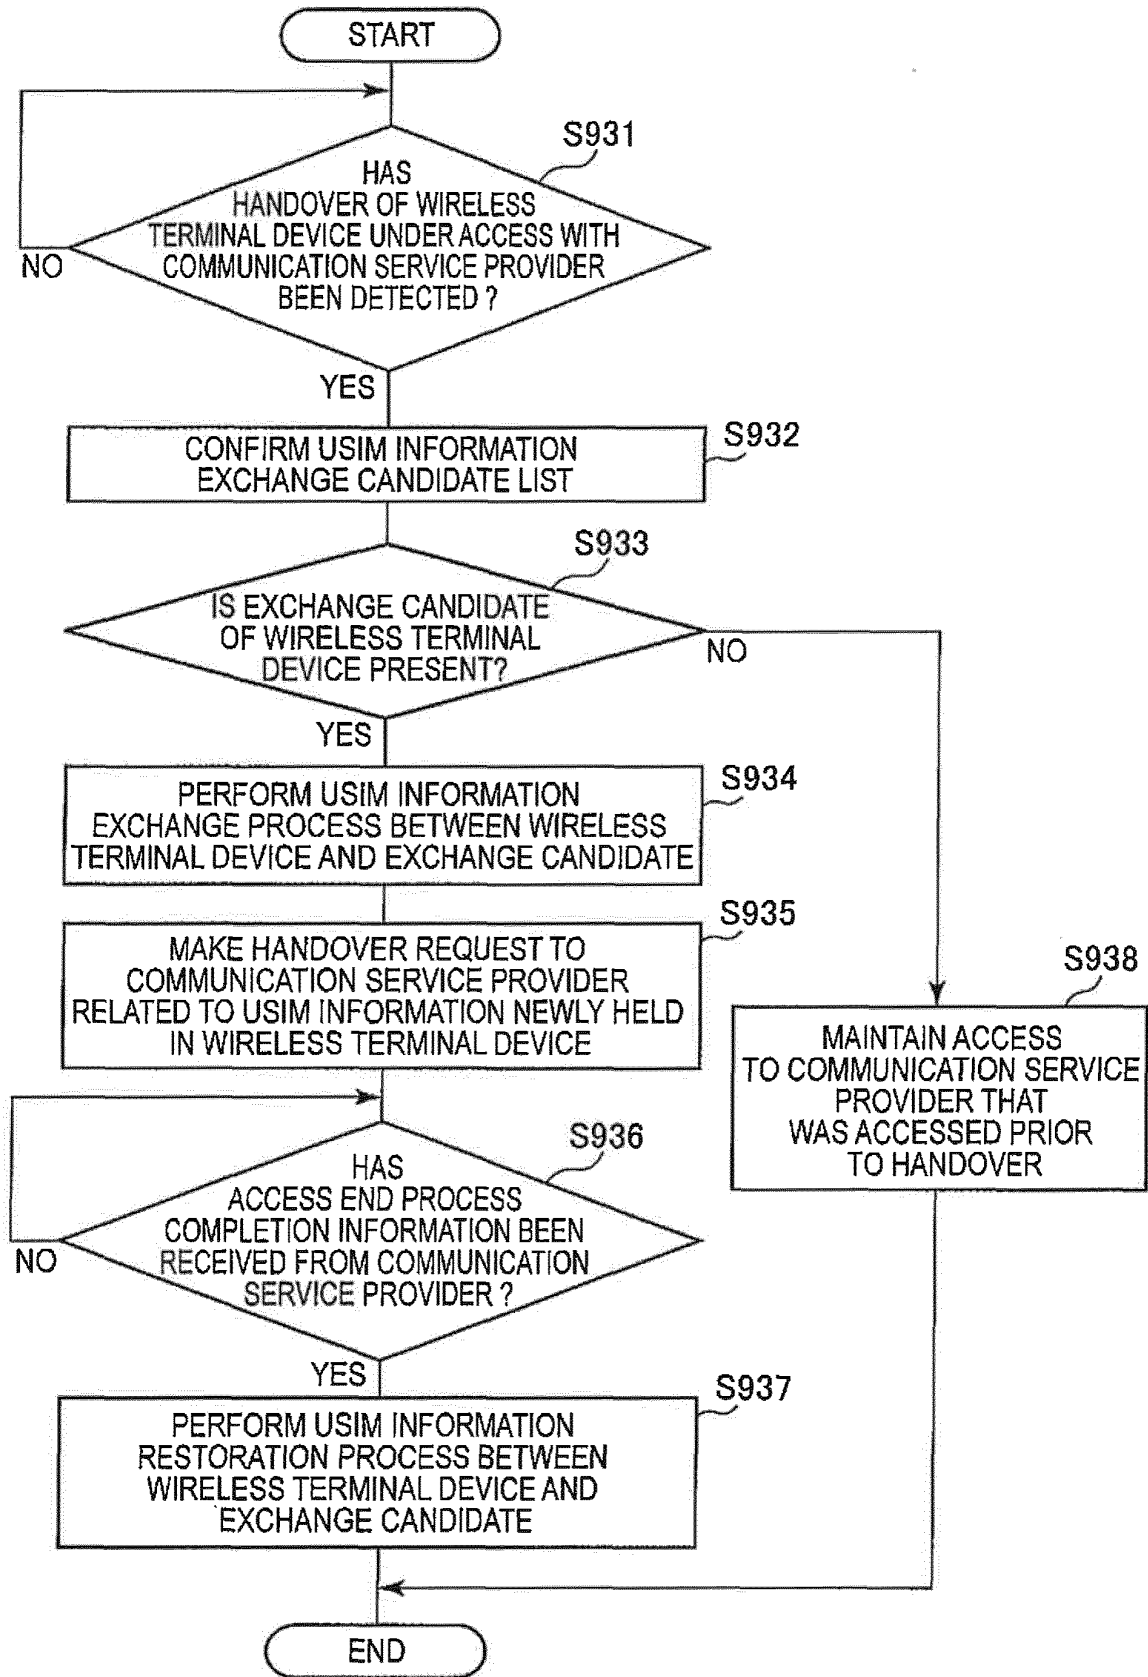 START
S931
HAS
HANDOVER OF WIRELESS
TERMINAL DEVICE UNDER ACCESS WITH
COMMUNICATION SERVICE PROVIDER
BEEN DETECTED ?
NO
YES
S932
CONFIRM USIM INFORMATION
EXCHANGE CANDIDATE LIST
S933
IS EXCHANGE CANDIDATE
OF WIRELESS TERMINAL
DEVICE PRESENT?
NO
YES
S934
PERFORM USIM INFORMATION
EXCHANGE PROCESS BETWEEN WIRELESS
TERMINAL DEVICE AND EXCHANGE CANDIDATE
S935
MAKE HANDOVER REQUEST TO
COMMUNICATION SERVICE PROVIDER
RELATED TO USIM INFORMATION NEWLY HELD
IN WIRELESS TERMINAL DEVICE
S938
MAINTAIN ACCESS
TO COMMUNICATION SERVICE
PROVIDER THAT
WAS ACCESSED PRIOR
TO HANDOVER
S936
HAS
ACCESS END PROCESS
COMPLETION INFORMATION BEEN
RECEIVED FROM COMMUNICATION
SERVICE PROVIDER ?
NO
YES
S937
PERFORM USIM INFORMATION
RESTORATION PROCESS BETWEEN
WIRELESS TERMINAL DEVICE AND
EXCHANGE CANDIDATE
END